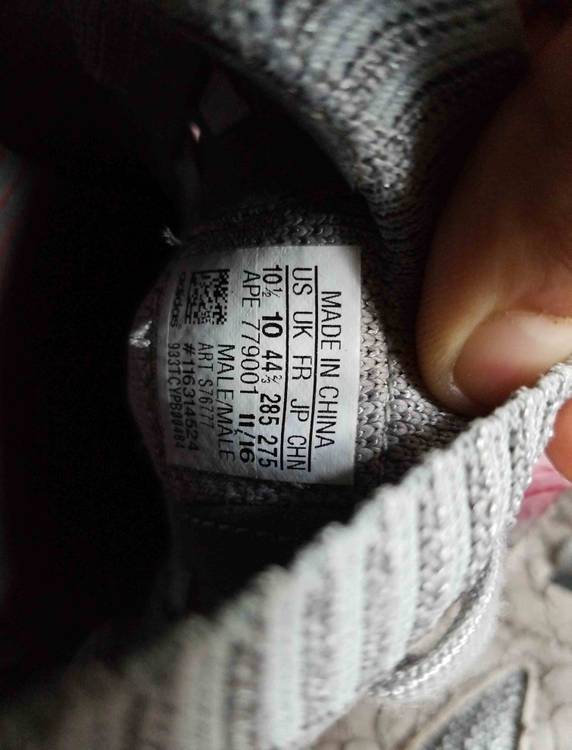 MADE IN CHINA
US UK FR JP CHN
10½ 10 44⅔ 285 275
APE 779001 11/16
MALE/MÂLE
ART S76777
#116314524
adidas